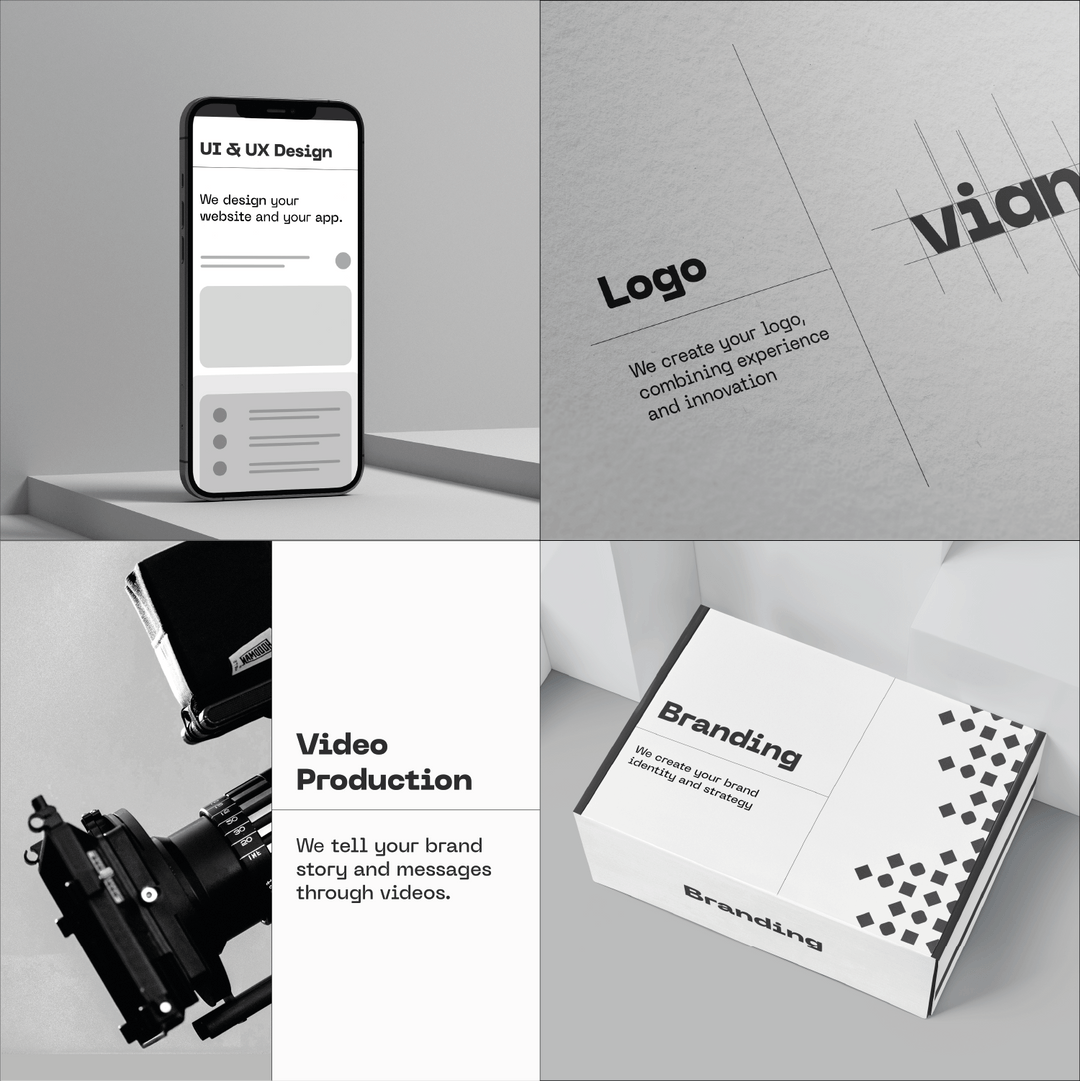 UI & UX Design
We design your
website and your app.
vian
Logo
We create your logo,
combining experience
and innovation
Video
Production
We tell your brand
story and messages
through videos.
Branding
We create your brand
identity and strategy
Branding